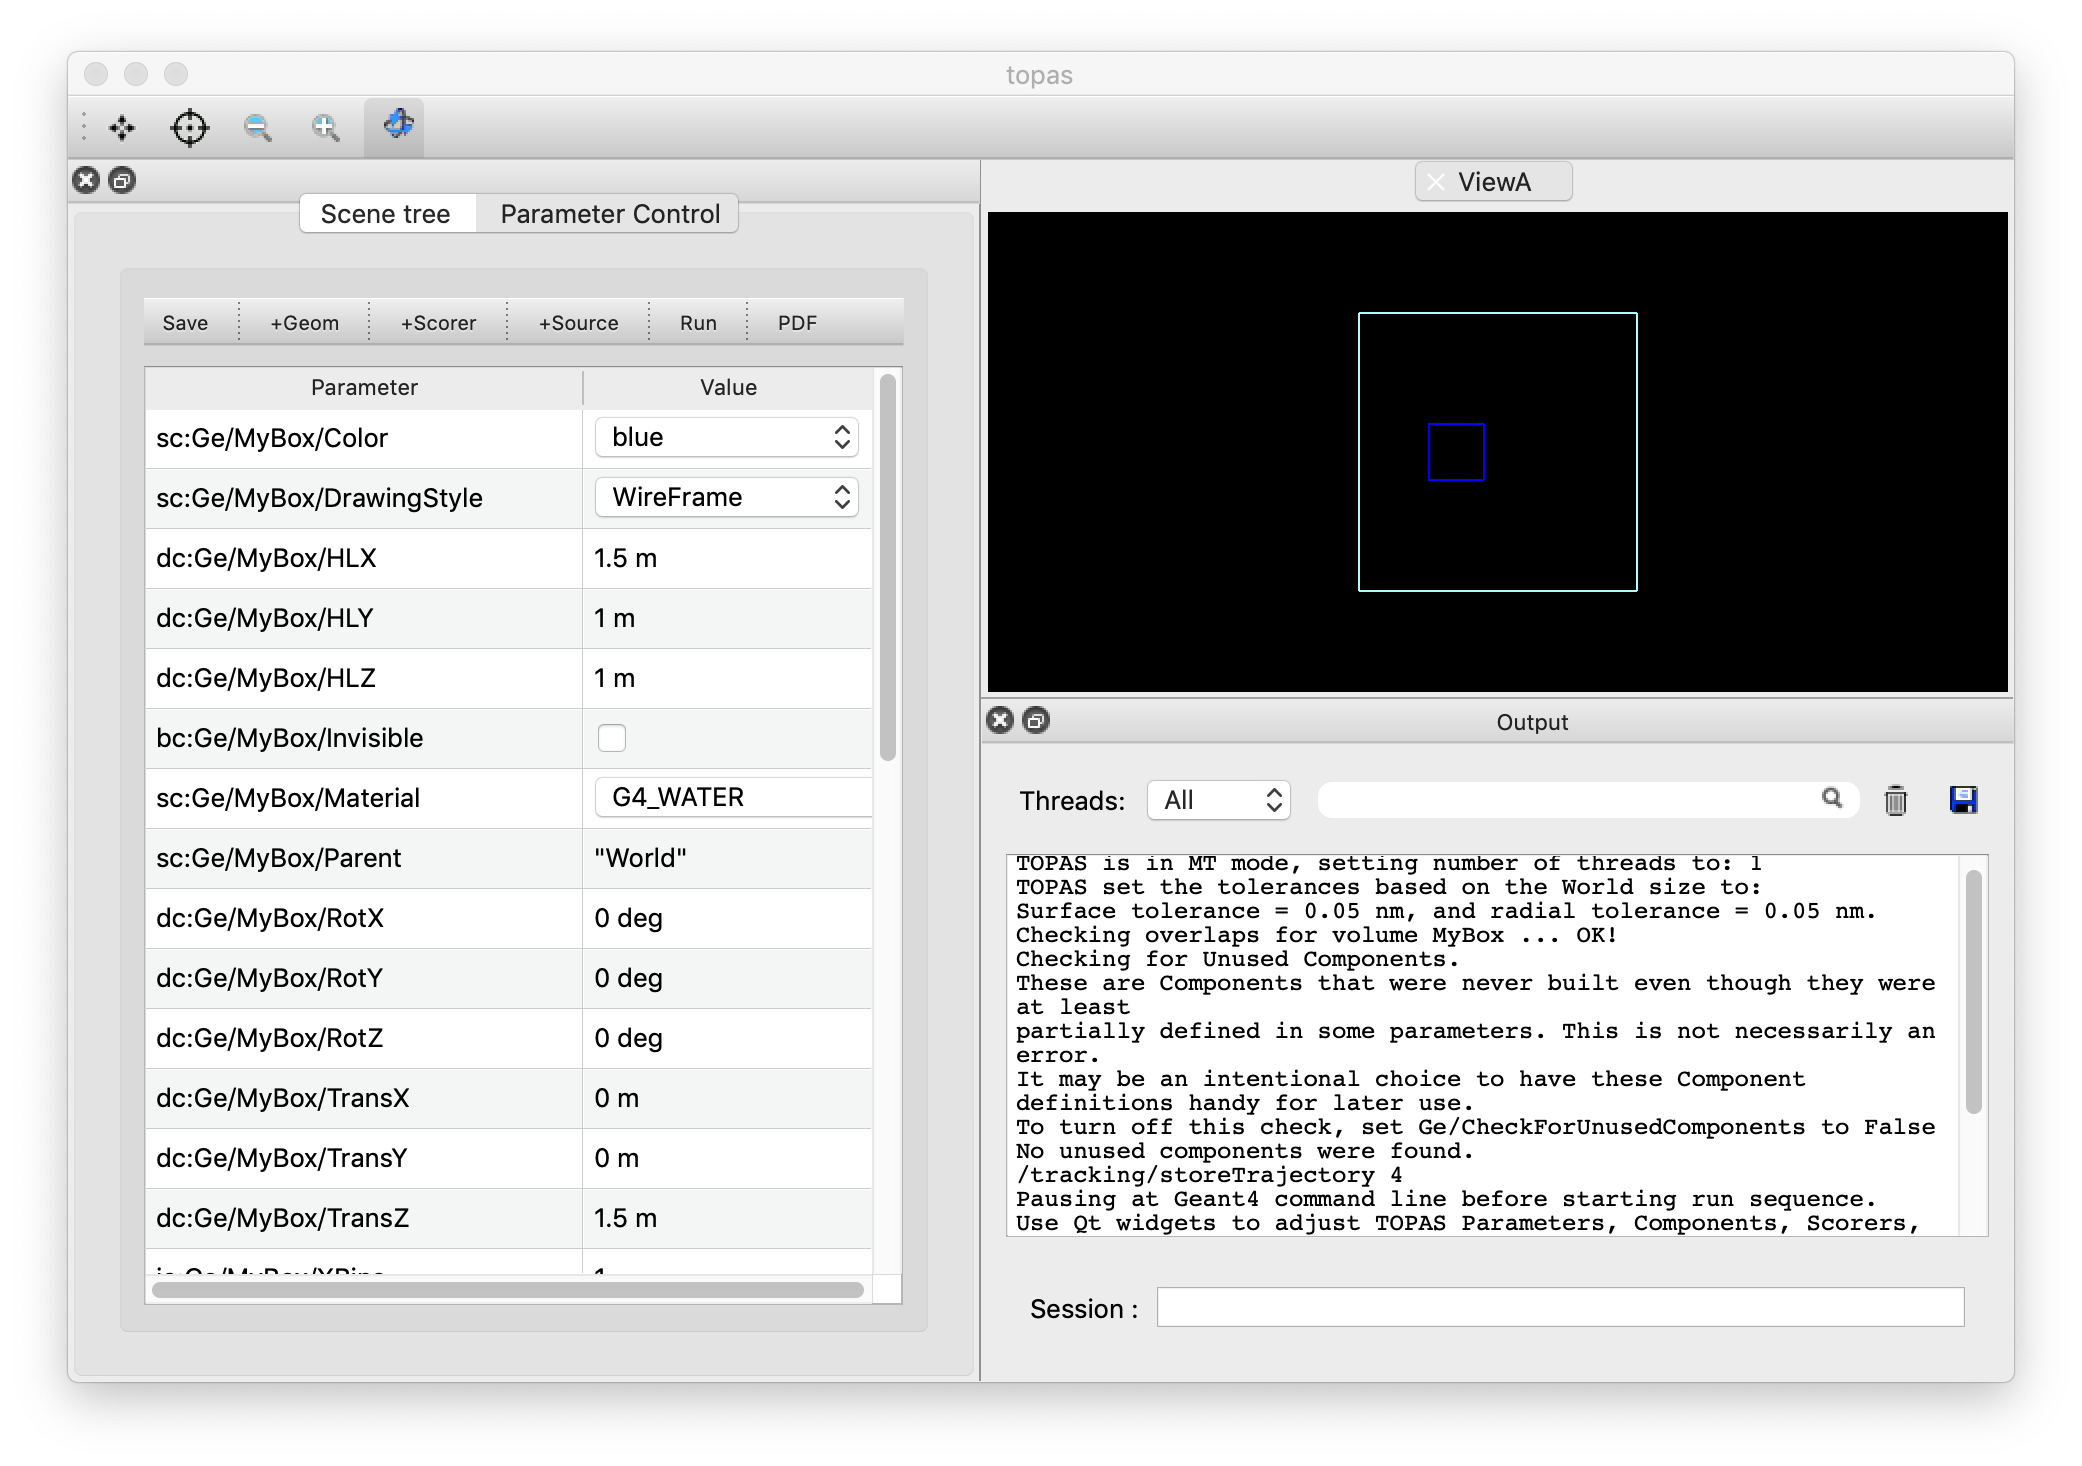 topas
Scene tree
Parameter Control
Save
+Geom
+Scorer
+Source
Run
PDF
Parameter
Value
sc:Ge/MyBox/Color
blue
sc:Ge/MyBox/DrawingStyle
WireFrame
dc:Ge/MyBox/HLX
1.5 m
dc:Ge/MyBox/HLY
1 m
dc:Ge/MyBox/HLZ
1 m
bc:Ge/MyBox/Invisible
sc:Ge/MyBox/Material
G4_WATER
sc:Ge/MyBox/Parent
"World"
dc:Ge/MyBox/RotX
0 deg
dc:Ge/MyBox/RotY
0 deg
dc:Ge/MyBox/RotZ
0 deg
dc:Ge/MyBox/TransX
0 m
dc:Ge/MyBox/TransY
0 m
dc:Ge/MyBox/TransZ
1.5 m
ViewA
Output
Threads:
All
TOPAS is in MT mode, setting number of threads to: 1
TOPAS set the tolerances based on the World size to:
Surface tolerance = 0.05 nm, and radial tolerance = 0.05 nm.
Checking overlaps for volume MyBox ... OK!
Checking for Unused Components.
These are Components that were never built even though they were
at least
partially defined in some parameters. This is not necessarily an
error.
It may be an intentional choice to have these Component
definitions handy for later use.
To turn off this check, set Ge/CheckForUnusedComponents to False
No unused components were found.
/tracking/storeTrajectory 4
Pausing at Geant4 command line before starting run sequence.
Use Qt widgets to adjust TOPAS Parameters, Components, Scorers,
Session :